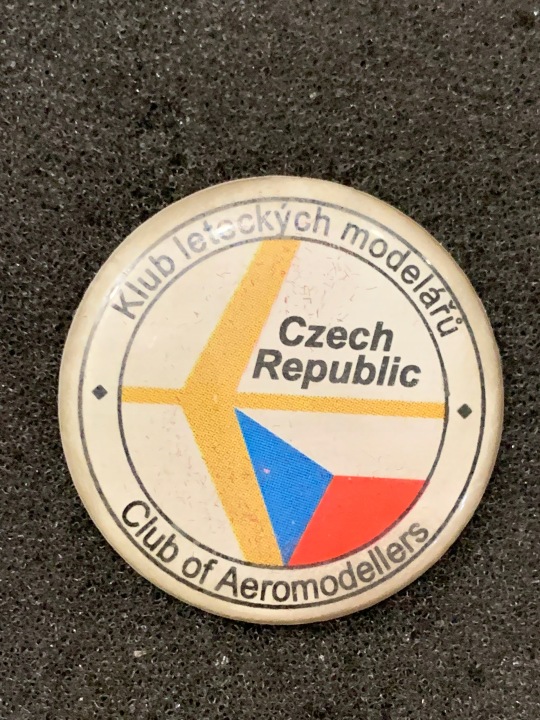 Klub leteckých modelářů
Czech
Republic
Club of Aeromodellers